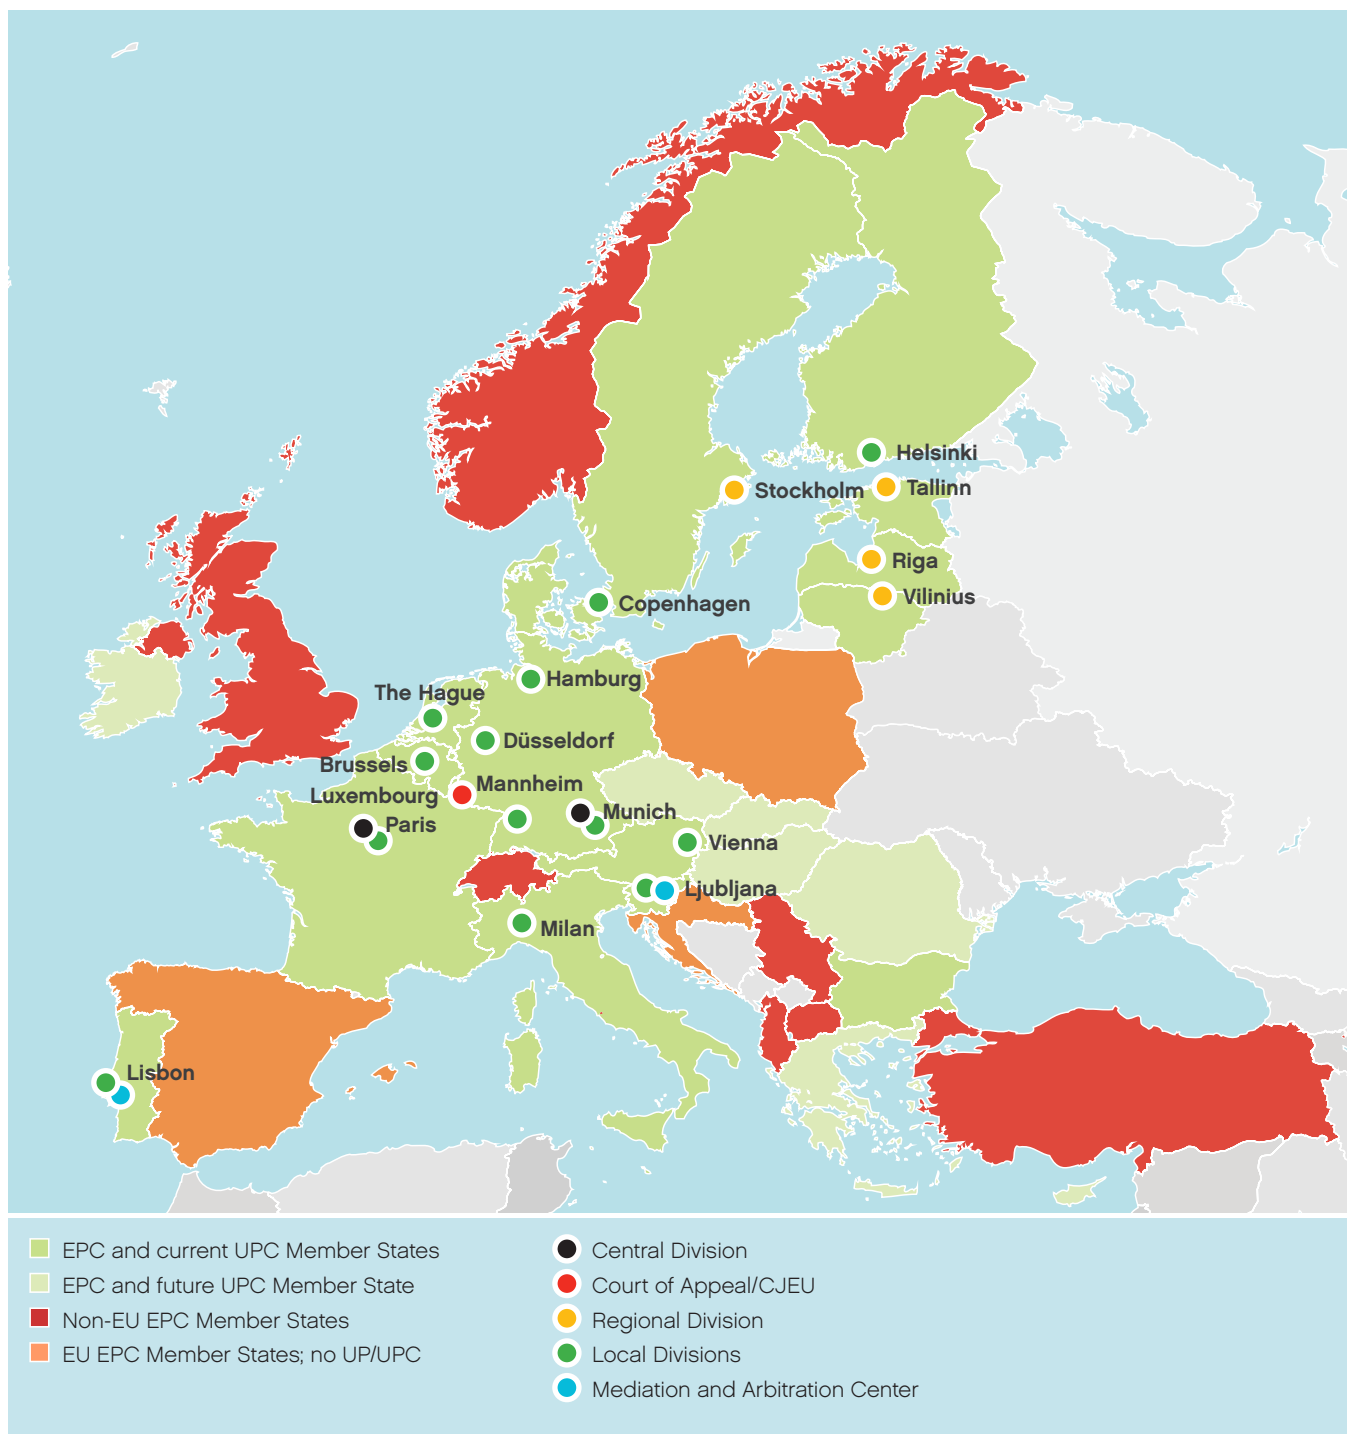 Helsinki
Tallinn
Stockholm
Riga
Vilinius
Copenhagen
Hamburg
The Hague
Düsseldorf
Brussels
Mannheim
Luxembourg
Munich
Paris
Vienna
Ljubljana
Milan
Lisbon
EPC and current UPC Member States
EPC and future UPC Member State
Non-EU EPC Member States
EU EPC Member States; no UP/UPC
Central Division
Court of Appeal/CJEU
Regional Division
Local Divisions
Mediation and Arbitration Center